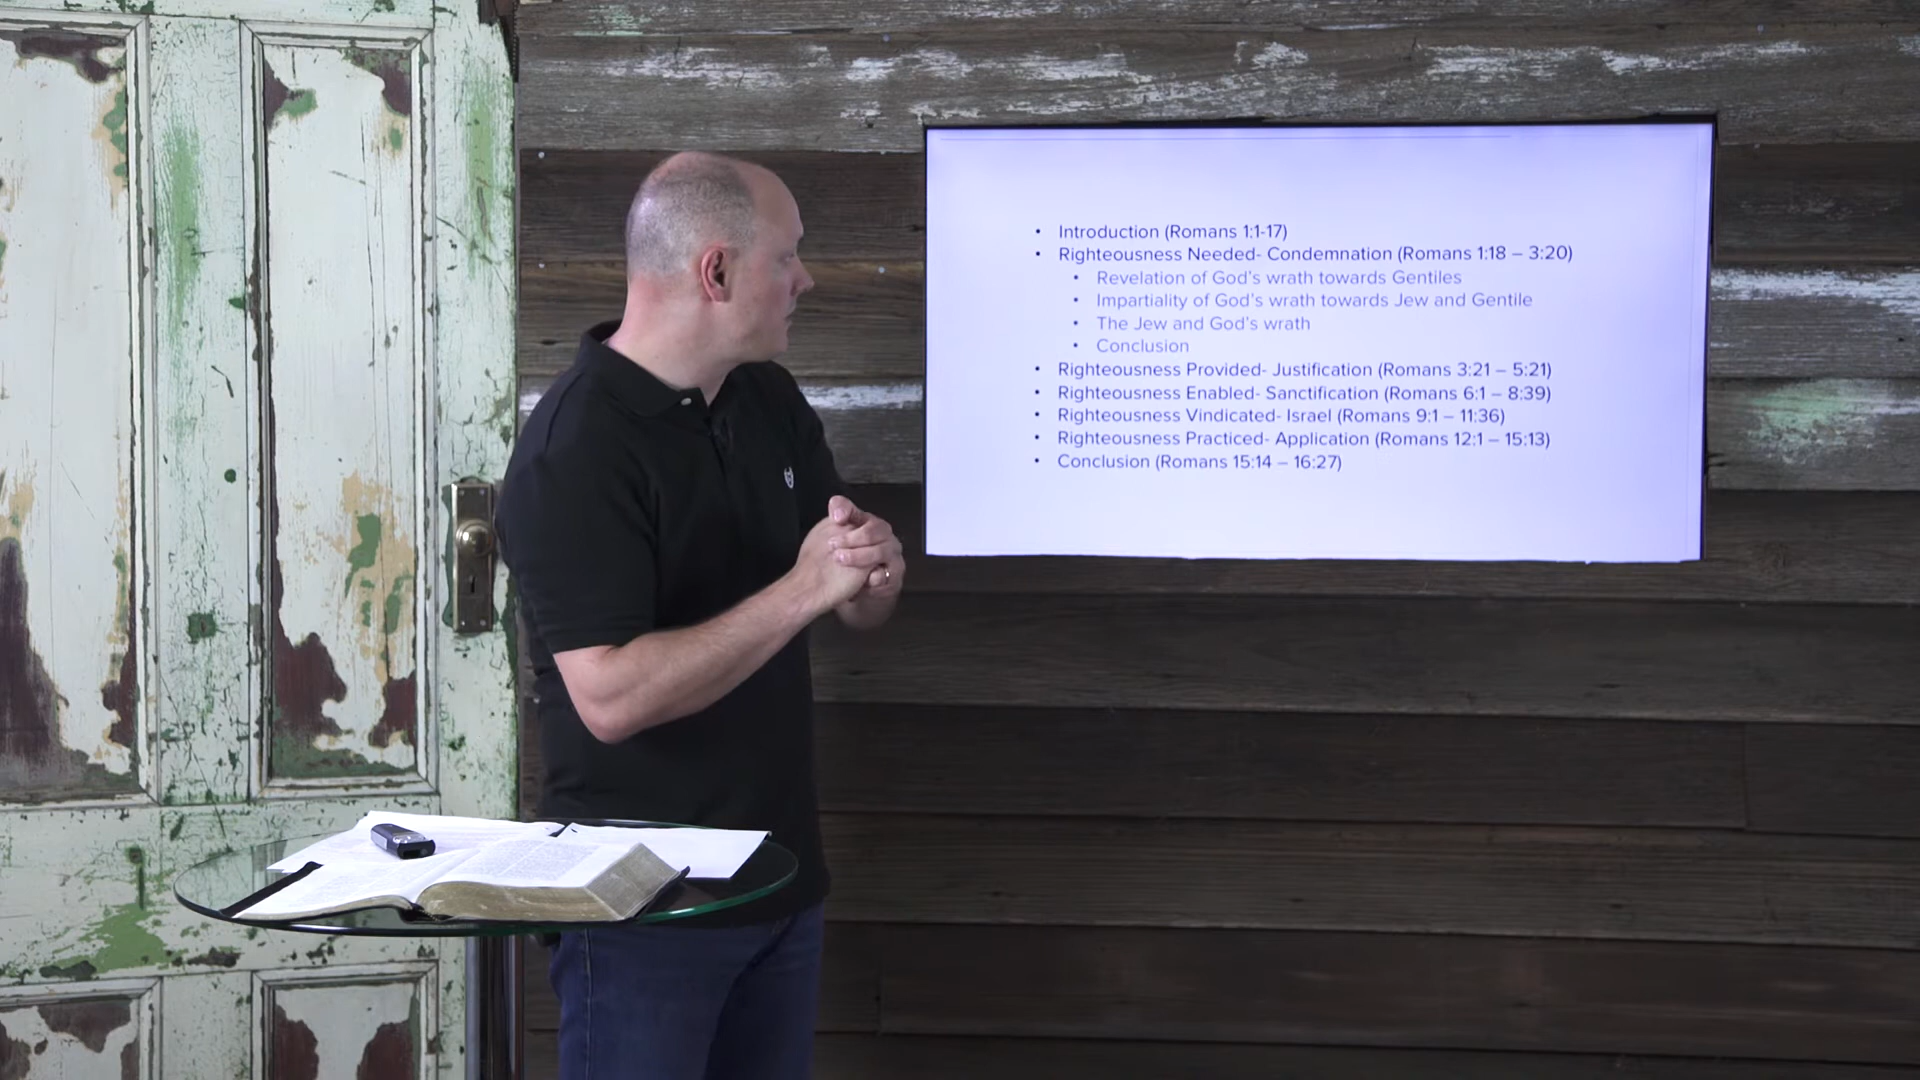 • Introduction (Romans 1:1-17)
• Righteousness Needed- Condemnation (Romans 1:18 – 3:20)
• Revelation of God's wrath towards Gentiles
• Impartiality of God's wrath towards Jew and Gentile
• The Jew and God's wrath
• Conclusion
• Righteousness Provided- Justification (Romans 3:21 – 5:21)
• Righteousness Enabled- Sanctification (Romans 6:1 – 8:39)
• Righteousness Vindicated- Israel (Romans 9:1 – 11:36)
• Righteousness Practiced- Application (Romans 12:1 – 15:13)
• Conclusion (Romans 15:14 – 16:27)